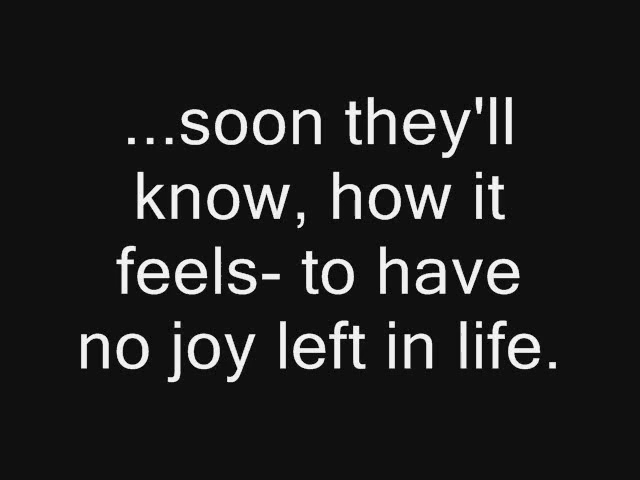 ...soon they'll
know, how it
feels- to have
no joy left in life.